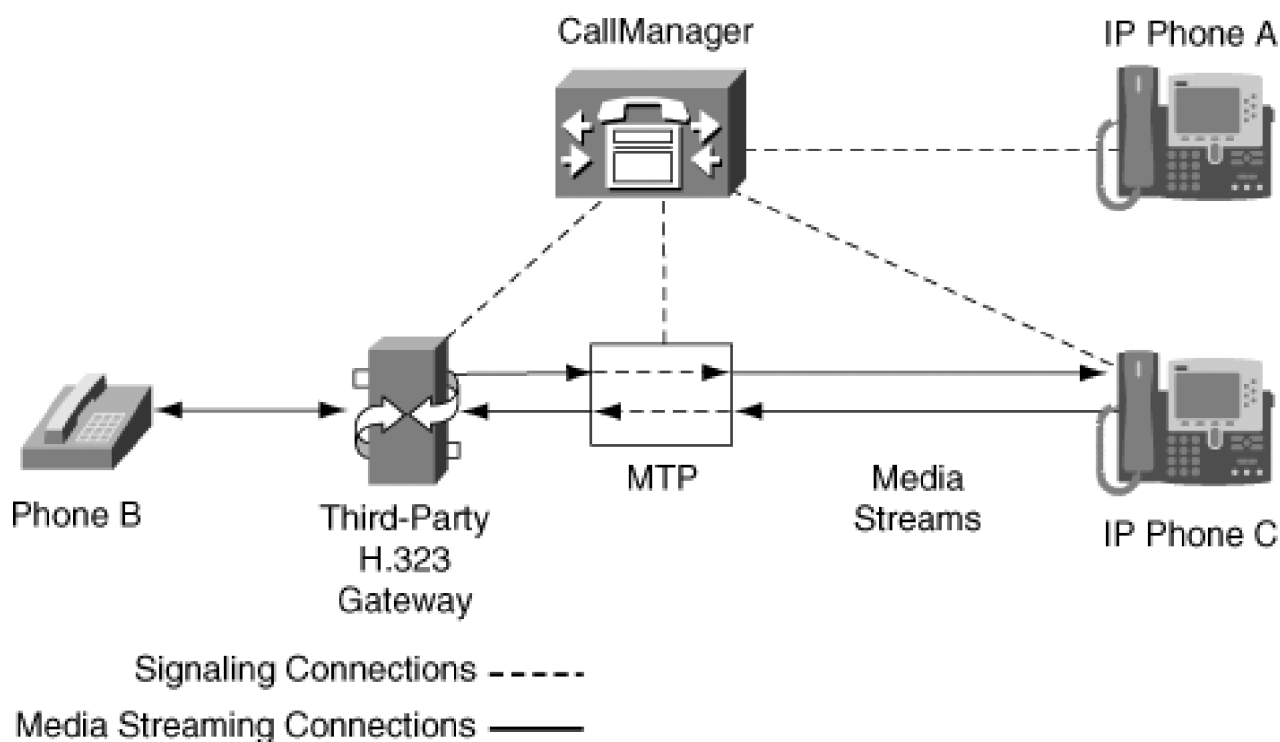 CallManager
IP Phone A
Phone B
Third-Party
H.323
Gateway
MTP
Media
Streams
IP Phone C
Signaling Connections
Media Streaming Connections